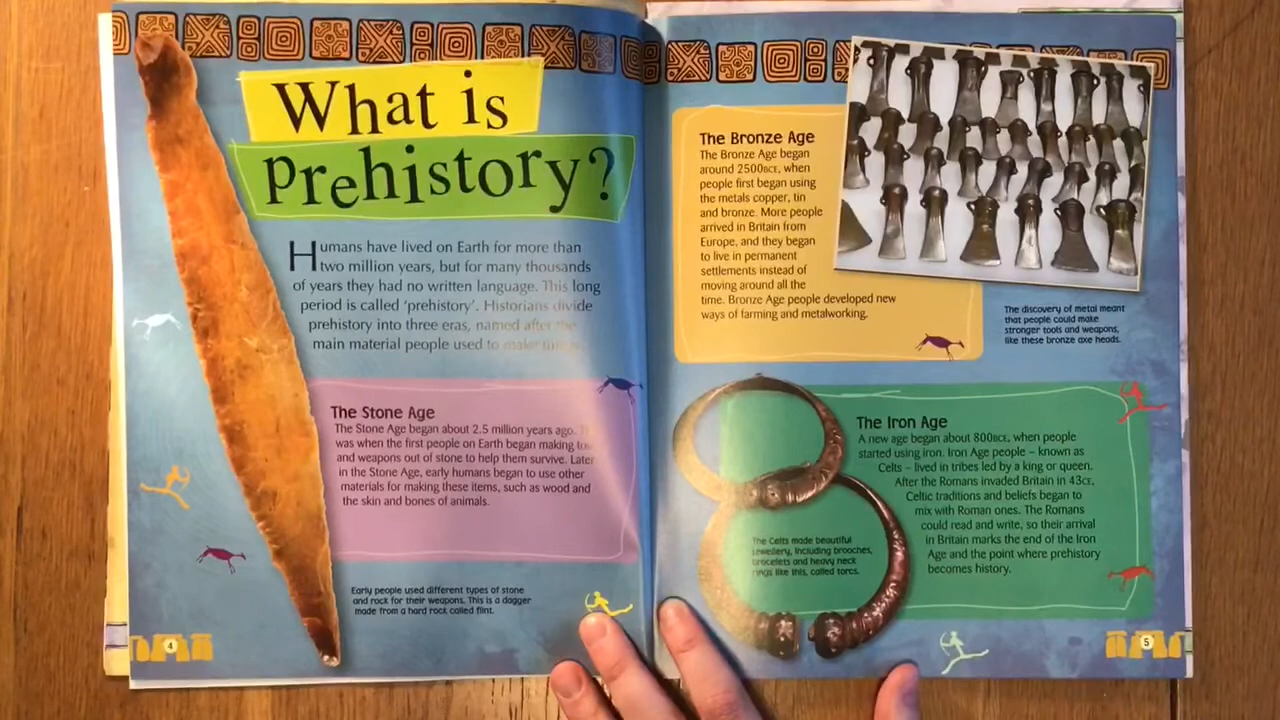 What is
prehistory?
Humans have lived on Earth for more than
two million years, but for many thousands
of years they had no written language. This long
period is called ‘prehistory’. Historians divide
prehistory into three eras, named after the
main material people used to make things.
The Stone Age
The Stone Age began about 2.5 million years ago.
was when the first people on Earth began making
and weapons out of stone to help them survive. Later
in the Stone Age, early humans began to use other
materials for making these items, such as wood and
the skin and bones of animals.
Early people used different types of stone
and rock for their weapons. This is a dagger
made from a hard rock called flint.
4
The Bronze Age
The Bronze Age began
around 2500BCE, when
people first began using
the metals copper, tin
and bronze. More people
arrived in Britain from
Europe, and they began
to live in permanent
settlements instead of
moving around all the
time. Bronze Age people developed new
ways of farming and metalworking.
The discovery of metal meant
that people could make
stronger tools and weapons,
like these bronze axe heads.
The Iron Age
A new age began about 800BCE, when people
started using iron. Iron Age people – known as
Celts – lived in tribes led by a king or queen.
After the Romans invaded Britain in 43CE,
Celtic traditions and beliefs began to
mix with Roman ones. The Romans
could read and write, so their arrival
in Britain marks the end of the Iron
Age and the point where prehistory
becomes history.
The Celts made beautiful
jewellery, including brooches,
bracelets and heavy neck
rings like this, called torcs.
5